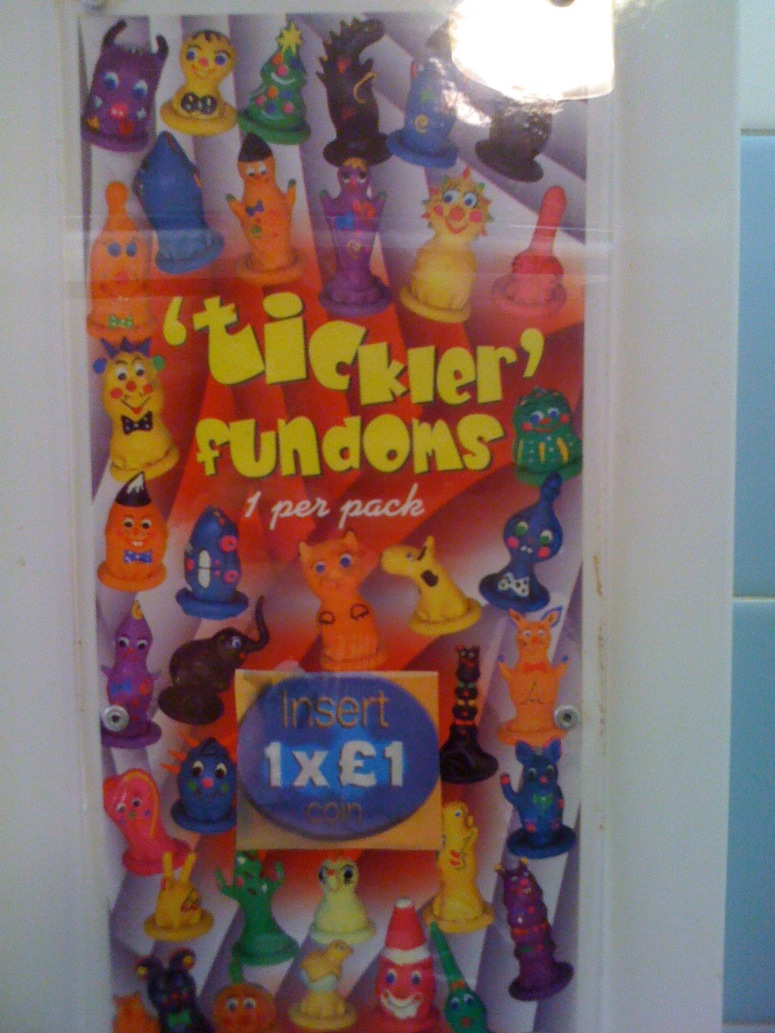 'tickler'
fundoms
1 per pack
Insert
1x£1
coin